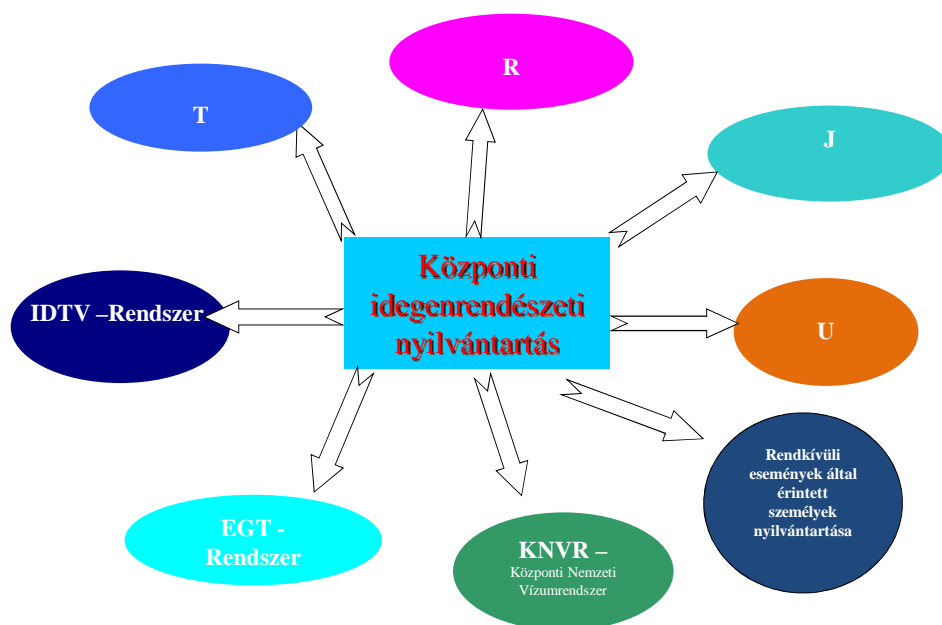 R
T
J
Központi
idegenrendészeti
nyilvántartás
IDTV –Rendszer
U
Rendkívüli
események által
érintett
személyek
nyilvántartása
EGT -
Rendszer
KNVR –
Központi Nemzeti
Vízumrendszer